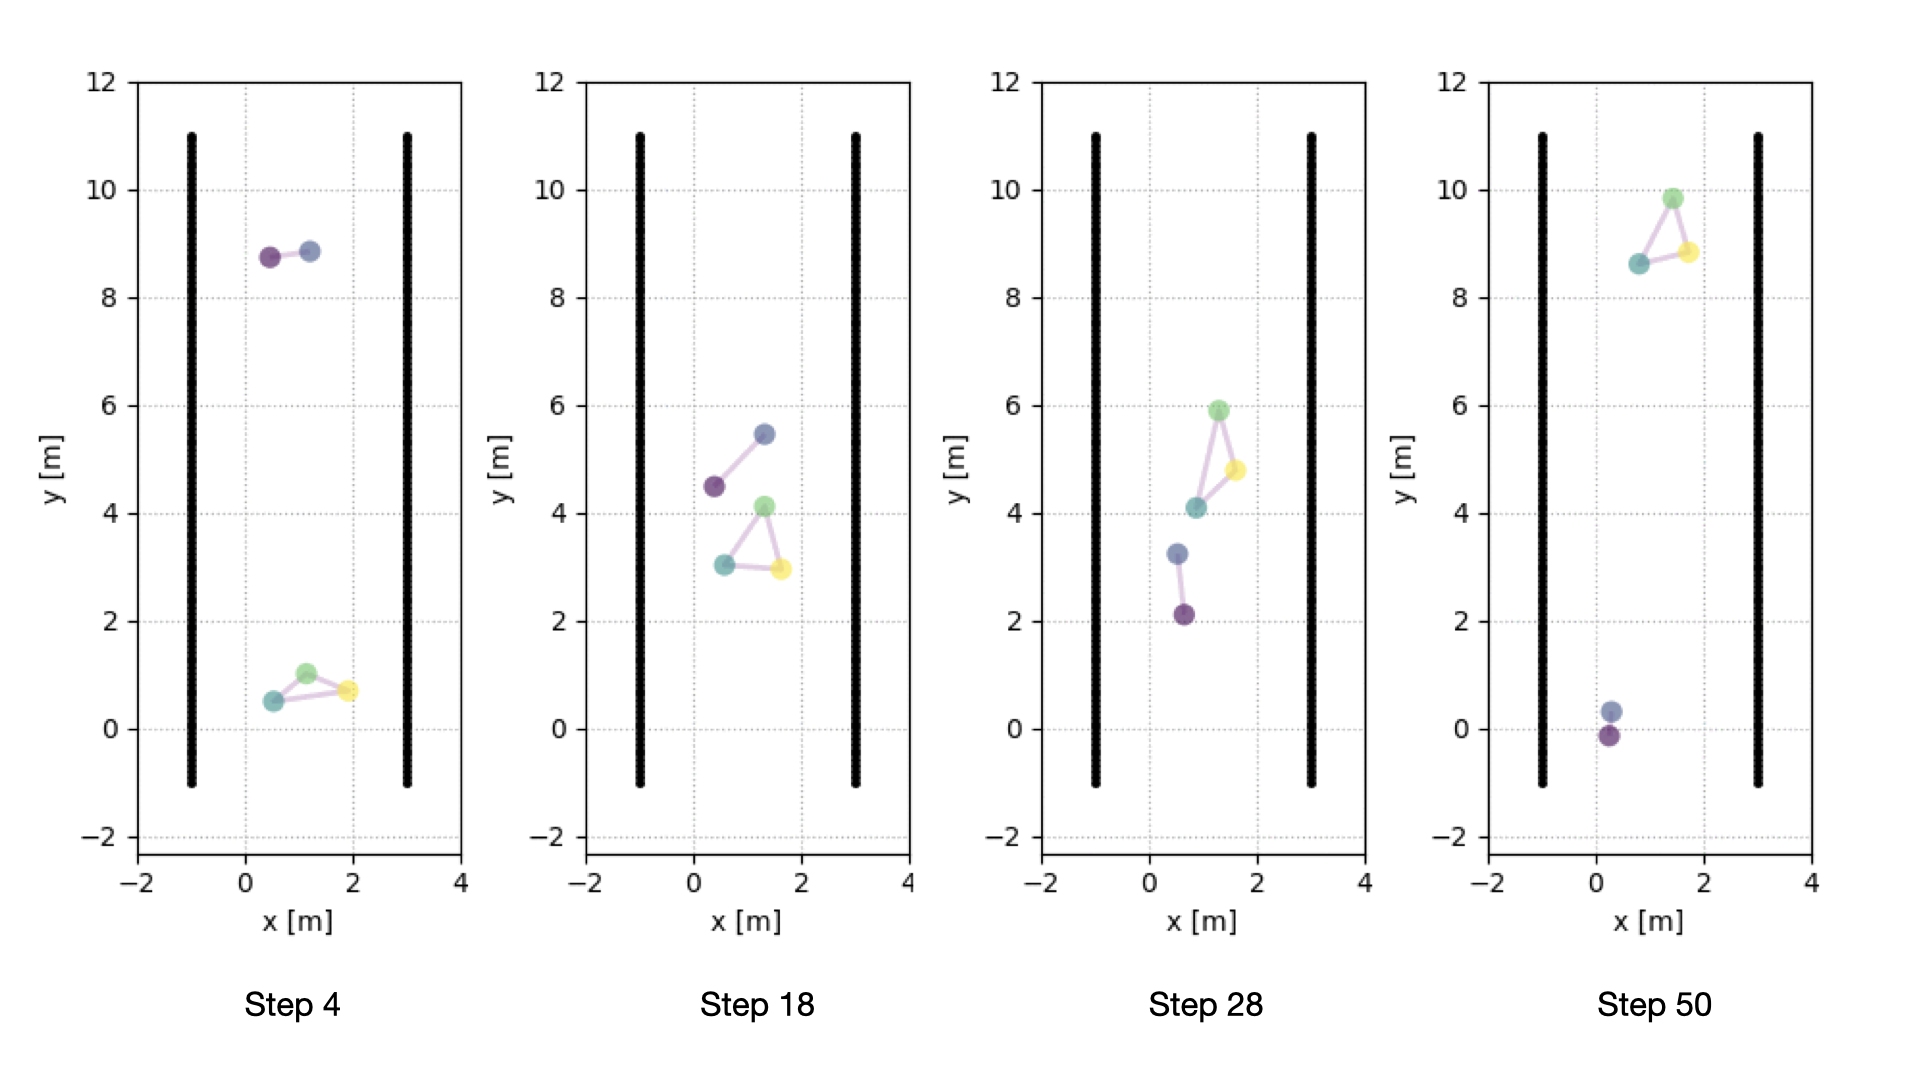 12 12 12 12
10 10 10 10
8 8 8 8
6 6 6 6
y [m] y [m] y [m] y [m]
4 4 4 4
2 2 2 2
0 0 0 0
−2 −2 −2 −2
−2 0 2 4 −2 0 2 4 −2 0 2 4 −2 0 2 4
x [m] x [m] x [m] x [m]
Step 4 Step 18 Step 28 Step 50